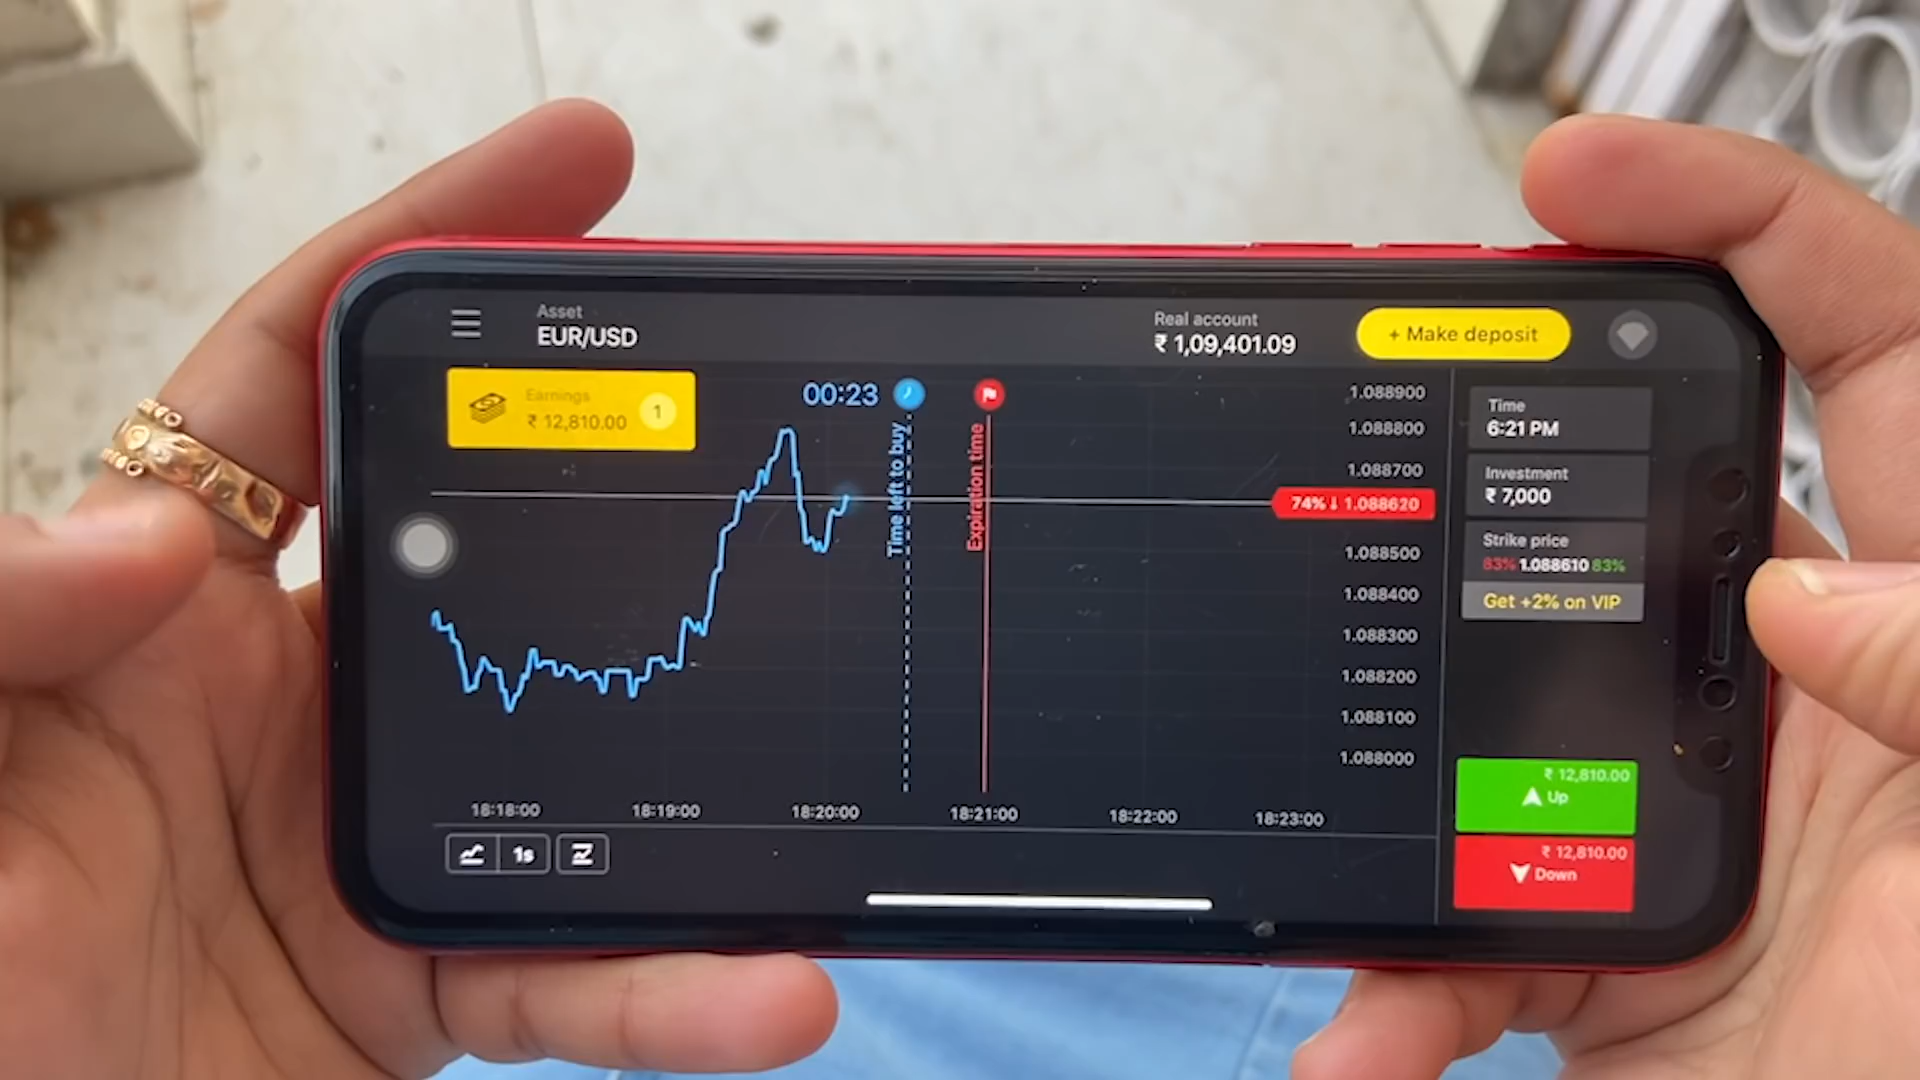 Asset
EUR/USD
Real account
₹ 1,09,401.09
+ Make deposit
Earnings
₹ 12,810.00
1
00:23
Time left to buy
Expiration time
1.088900
1.088800
1.088700
74%↓ 1.088620
1.088500
1.088400
1.088300
1.088200
1.088100
1.088000
18:18:00
18:19:00
18:20:00
18:21:00
18:22:00
18:23:00
1s
Time
6:21 PM
Investment
₹ 7,000
Strike price
83% 1.088610 83%
Get +2% on VIP
₹ 12,810.00
Up
₹ 12,810.00
Down